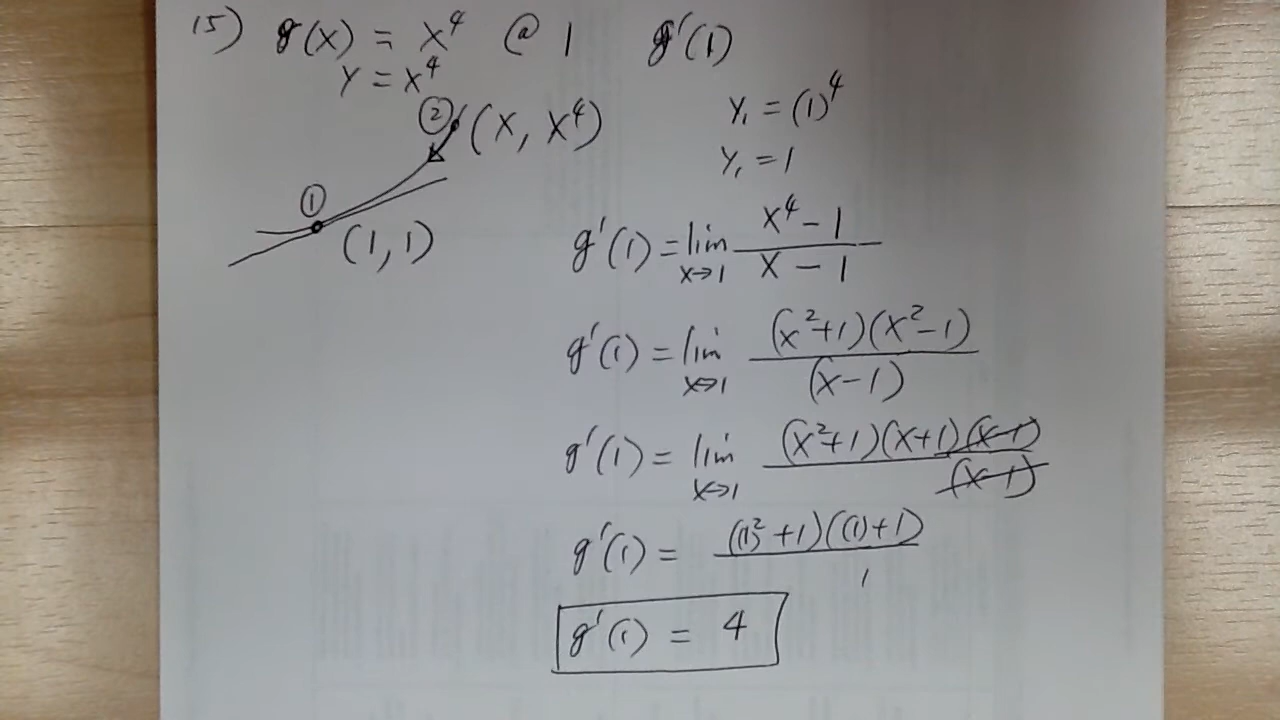 15) g(x) = x⁴ @ 1 g'(1)
y = x⁴
② (x, x⁴)
y₁ = (1)⁴
y₁ = 1
① (1, 1)
g'(1) = lim x→1 (x⁴ - 1)/(x - 1)
g'(1) = lim x→1 (x²+1)(x²-1)/(x-1)
g'(1) = lim x→1 (x²+1)(x+1)(x-1)/(x-1)
g'(1) = (1² + 1)((1)+1)/1
g'(1) = 4